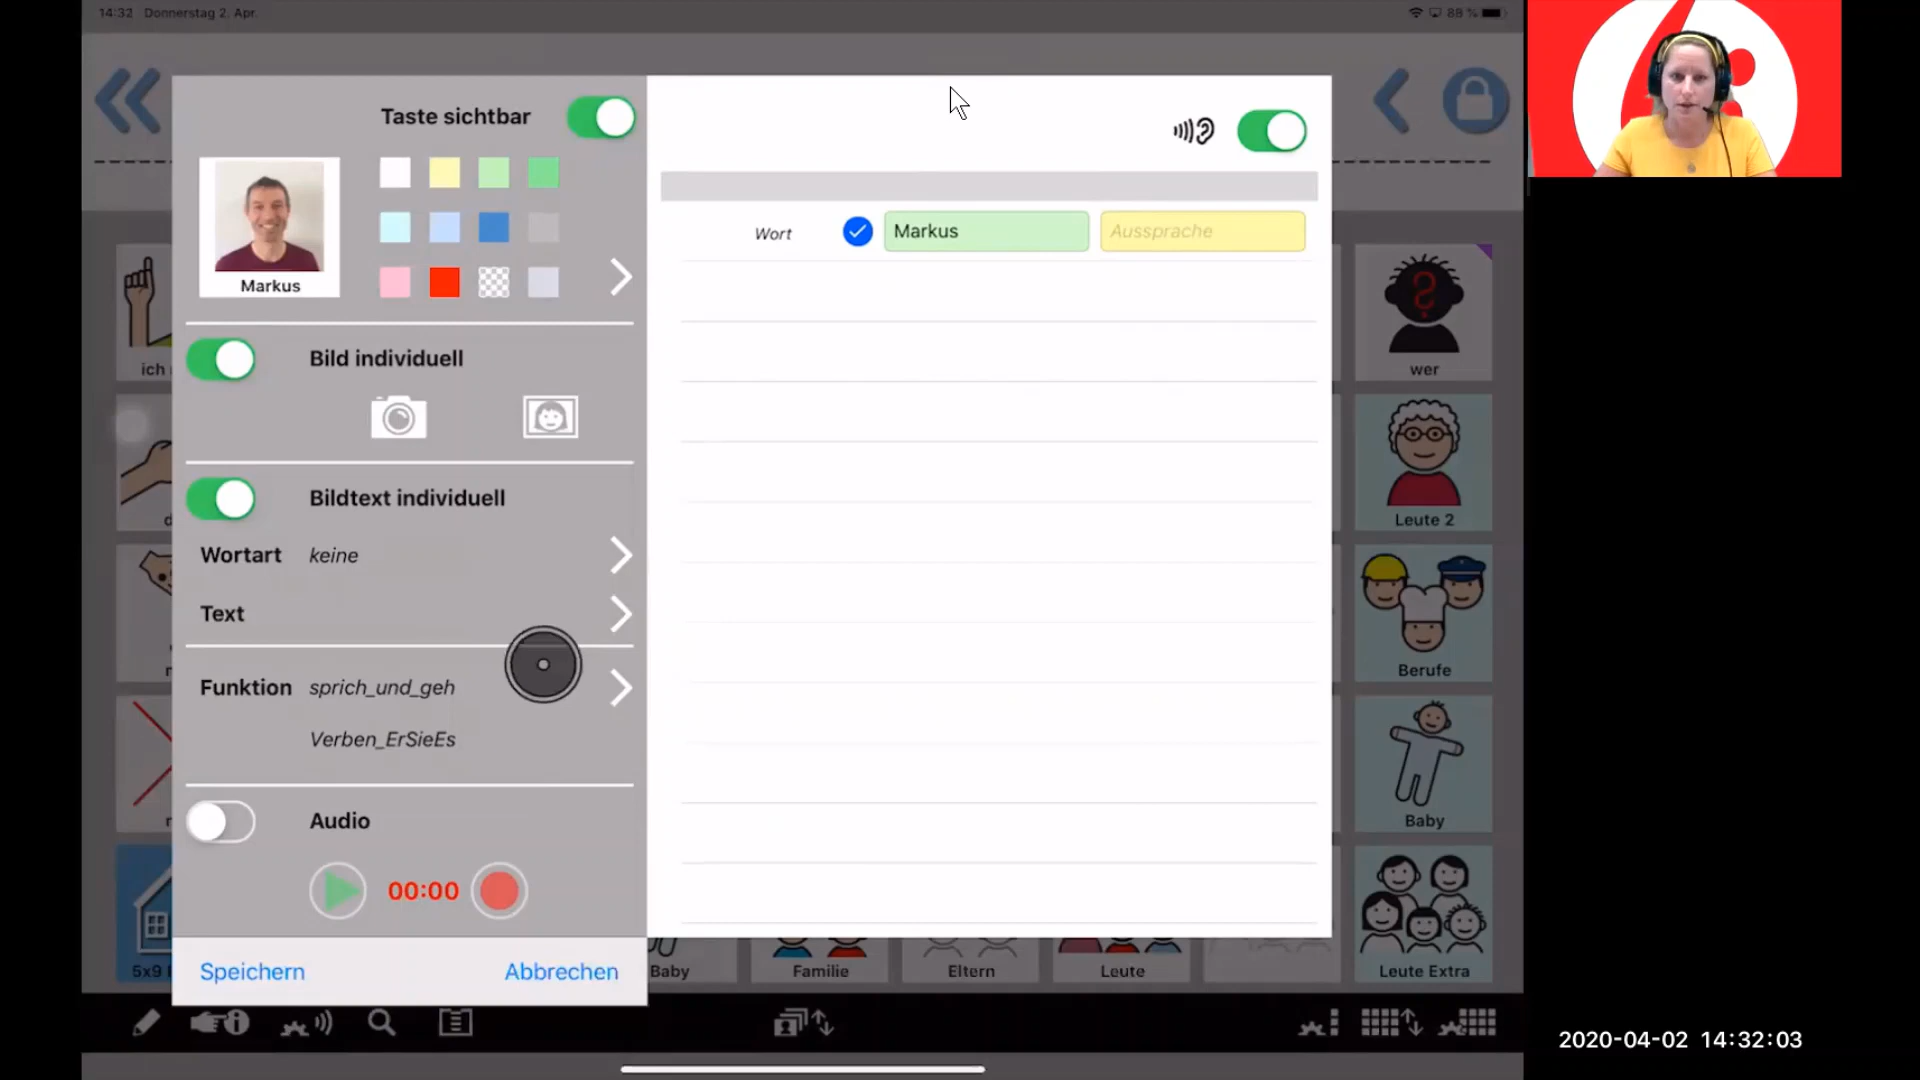 14:32 Donnerstag 2. Apr.
88 %
Taste sichtbar
Markus
Wort
Markus
Aussprache
Bild individuell
Bildtext individuell
Wortart keine
Text
Funktion sprich_und_geh
Verben_ErSieEs
Audio
00:00
Speichern Abbrechen
ich
wer
Leute 2
Berufe
Baby
5x9
Baby
Familie
Eltern
Leute
Leute Extra
2020-04-02 14:32:03